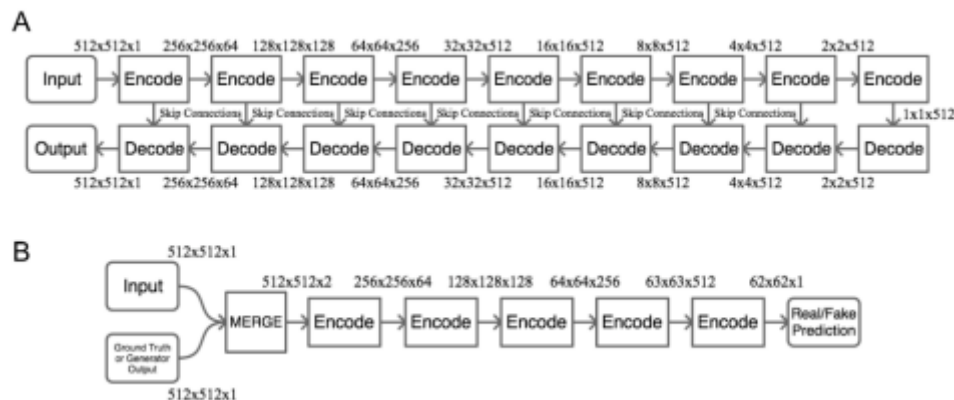 A
512x512x1 256x256x64 128x128x128 64x64x256 32x32x512 16x16x512 8x8x512 4x4x512 2x2x512
Input Encode Encode Encode Encode Encode Encode Encode Encode Encode
Skip Connections Skip Connections Skip Connections Skip Connections Skip Connections Skip Connections Skip Connections 1x1x512
Output Decode Decode Decode Decode Decode Decode Decode Decode Decode
512x512x1 256x256x64 128x128x128 64x64x256 32x32x512 16x16x512 8x8x512 4x4x512 2x2x512
B
512x512x1
Input
512x512x2 256x256x64 128x128x128 64x64x256 63x63x512 62x62x1
MERGE Encode Encode Encode Encode Encode Real/Fake
Prediction
Ground Truth
or Generator
Output
512x512x1